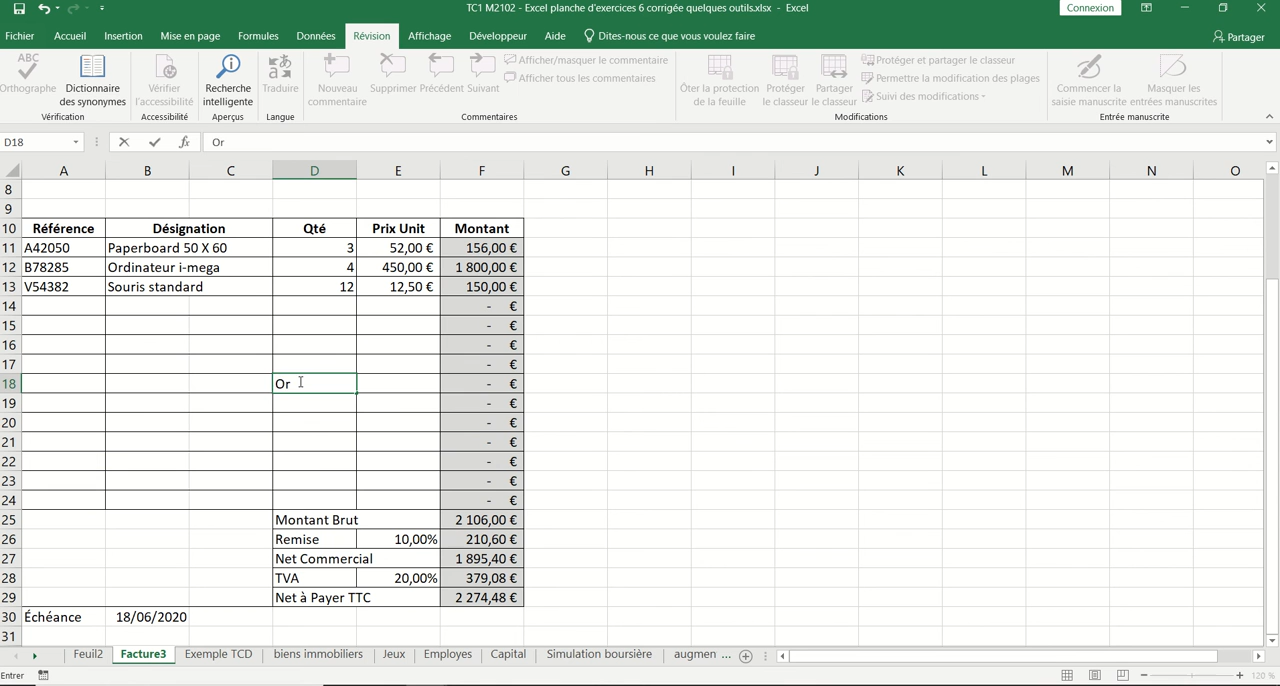 TC1 M2102 - Excel planche d'exercices 6 corrigée quelques outils.xlsx - Excel
Connexion
Fichier Accueil Insertion Mise en page Formules Données Révision Affichage Développeur Aide Dites-nous ce que vous voulez faire Partager
ABC
Orthographe Dictionnaire des synonymes
Vérification
Vérifier l'accessibilité
Accessibilité
Recherche intelligente
Aperçus
Traduire
Langue
Nouveau commentaire Supprimer Précédent Suivant
Afficher/masquer le commentaire
Afficher tous les commentaires
Commentaires
Ôter la protection de la feuille
Protéger le classeur
Partager le classeur
Protéger et partager le classeur
Permettre la modification des plages
Suivi des modifications
Modifications
Commencer la saisie manuscrite
Masquer les entrées manuscrites
Entrée manuscrite
D18 fx Or
A B C D E F G H I J K L M N O
8
9
10 Référence Désignation Qté Prix Unit Montant
11 A42050 Paperboard 50 X 60 3 52,00 € 156,00 €
12 B78285 Ordinateur i-mega 4 450,00 € 1 800,00 €
13 V54382 Souris standard 12 12,50 € 150,00 €
14 - €
15 - €
16 - €
17 - €
18 Or - €
19 - €
20 - €
21 - €
22 - €
23 - €
24 - €
25 Montant Brut 2 106,00 €
26 Remise 10,00% 210,60 €
27 Net Commercial 1 895,40 €
28 TVA 20,00% 379,08 €
29 Net à Payer TTC 2 274,48 €
30 Échéance 18/06/2020
31
Feuil2 Facture3 Exemple TCD biens immobiliers Jeux Employes Capital Simulation boursière augmen ...
Entrer 120 %